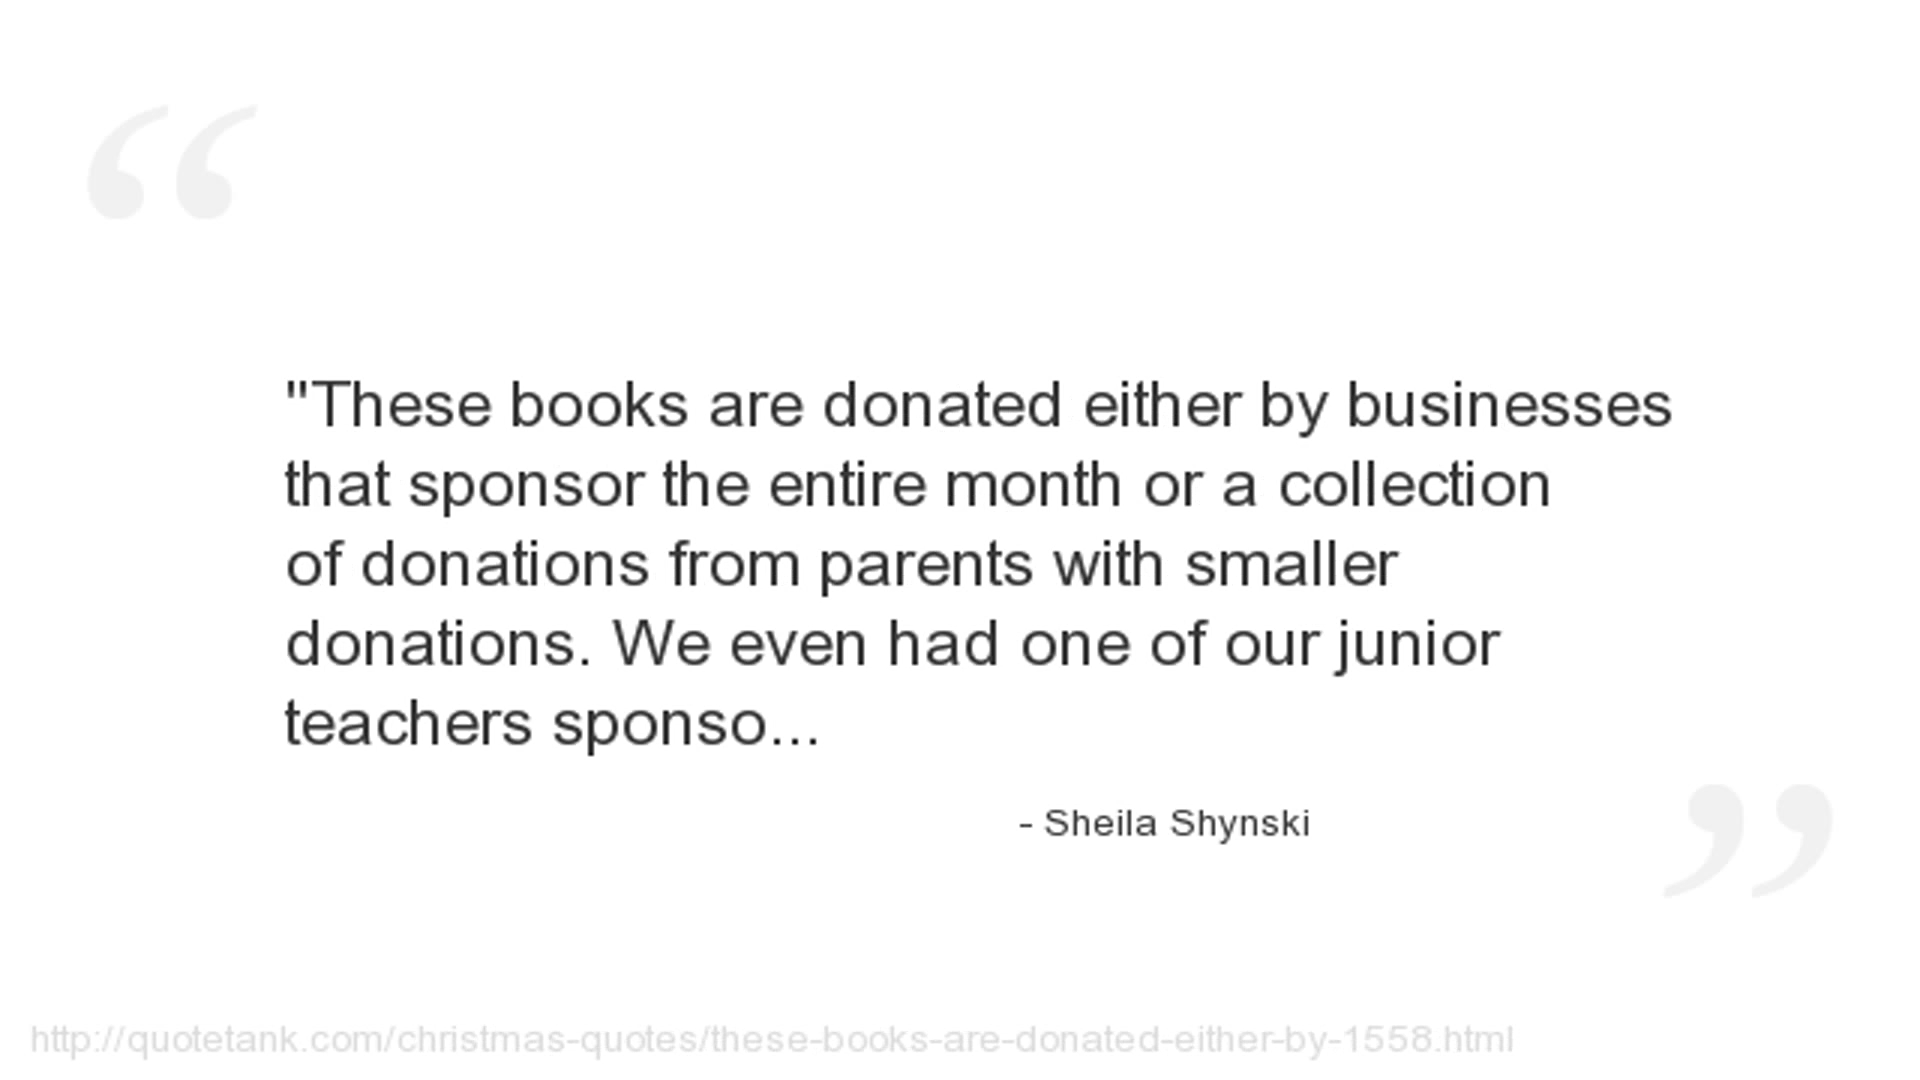 "These books are donated either by businesses
that sponsor the entire month or a collection
of donations from parents with smaller
donations. We even had one of our junior
teachers sponso...
- Sheila Shynski
http://quotetank.com/christmas-quotes/these-books-are-donated-either-by-1558.html